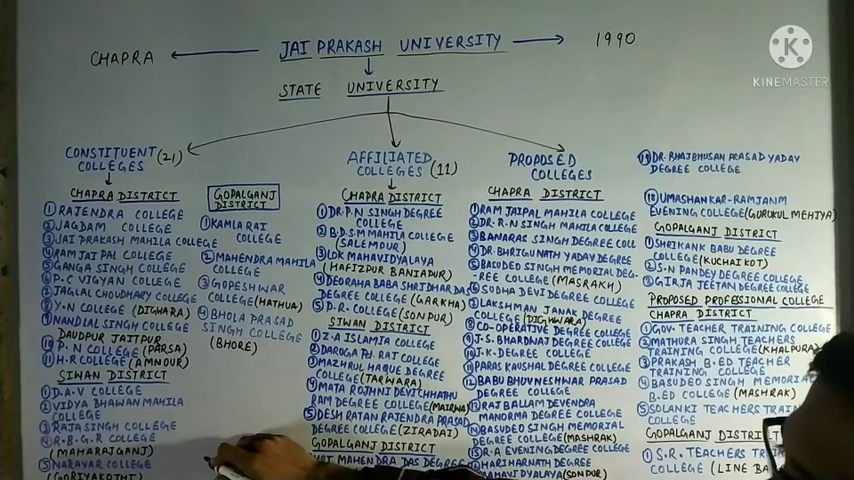 CHAPRA
JAI PRAKASH UNIVERSITY
1990
STATE UNIVERSITY
K
KINEMASTER
CONSTITUENT (21)
COLLEGES
CHAPRA DISTRICT
1 RAJENDRA COLLEGE
2 JAGDAM COLLEGE
3 JAI PRAKASH MAHILA COLLEGE
4 RAM JAI PAL COLLEGE
5 GANGA SINGH COLLEGE
6 P.C VIGYAN COLLEGE
7 JAGLAL CHOUDHARY COLLEGE
8 Y.N COLLEGE (DIGWARA)
9 NANDLAL SINGH COLLEGE
DAUDPUR JAITPUR
10 P.N COLLEGE (PARSA)
11 H.R COLLEGE (AMNOUR)
SIWAN DISTRICT
1 D.A.V COLLEGE
2 VIDYA BHAWAN MAHILA
COLLEGE
3 RAJA SINGH COLLEGE
4 R.B.G.R COLLEGE
(MAHARAJGANJ)
5 NARAYAN COLLEGE
(GORIYAKOTHI)
GOPALGANJ
DISTRICT
1 KAMLA RAI
COLLEGE
2 MAHENDRA MAHILA
COLLEGE
3 GOPESHWAR
COLLEGE (HATHUA)
4 BHOLA PRASAD
SINGH COLLEGE
(BHORE)
AFFILIATED
COLLEGES (11)
CHAPRA DISTRICT
1 DR. P.N SINGH DEGREE
COLLEGE
2 B.D.S.M MAHILA COLLEGE
(SALEMOUR)
3 LOK MAHAVIDYALAYA
(HAFIZPUR BANIAPUR)
4 DEORAHA BABA SHRIDHAR DAS
DEGREE COLLEGE (GARKHA)
5 D.R. COLLEGE (SONPUR)
SIWAN DISTRICT
1 Z.A ISLAMIA COLLEGE
2 DAROGA PD. RAI COLLEGE
3 MAZHRUL HAQUE DEGREE
COLLEGE (TARWARA)
4 MATA ROJHNI DEVI CHHATHU
RAM DEGREE COLLEGE (MAIRWA)
5 DESH RATAN RAJENDRA PRASAD
DEGREE COLLEGE (ZIRADAI)
GOPALGANJ DISTRICT
MAHENDRA DAS DEGREE
PROPOSED
COLLEGES
CHAPRA DISTRICT
1 RAM JAIPAL MAHILA COLLEGE
2 DR. R.N SINGH MAHILA COLLEGE
3 BANARAS SINGH DEGREE COLL
4 DR. BHRIGUNATH YADAV DEGREE
5 BASUDED SINGH MEMORIAL DEG-
REE COLLEGE (MASRAKH)
6 SUDHA DEVI DEGREE COLLEGE
7 LAKSHMAN JANAK DEGREE
COLLEGE (DIGHWARA)
8 CO-OPERATIVE DEGREE COLLEGE
9 J.S. BHARDWAJ DEGREE COLLEGE
10 J.K. DEGREE COLLEGE
11 PARAS KAUSHAL DEGREE COLLEGE
12 BABU BHUVNESHWAR PRASAD
DEGREE COLLEGE
13 RAJ BALLAM DEVENDRA
MANORMA DEGREE COLLEGE
14 BASUDEO SINGH MEMORIAL
DEGREE COLLEGE (MASHRAK)
15 R.A EVENING DEGREE COLLEGE
HARIHARNATH DEGREE
MAHAVIDYALAYA (SONPUR)
DR. BHAJBHUSAN PRASAD YADAV
DEGREE COLLEGE
18 UMASHANKAR-RAMJANM
EVENING COLLEGE (GURUKUL MEHIYA)
GOPALGANJ DISTRICT
1 SHRIKANK BABU DEGREE
COLLEGE (KUCHAIKOT)
2 S.N PANDEY DEGREE COLLEGE
3 GIRJA JEETAN DEGREE COLLEGE
PROPOSED PROFESSIONAL COLLEGE
CHAPRA DISTRICT
1 GOV. TEACHER TRAINING COLLEGE
2 MATHURA SINGH TEACHERS
TRAINING COLLEGE (KHALPURA)
3 PRAKASH B.ED TEACHER
TRAINING COLLEGE
4 BASUDEO SINGH MEMORIAL
B.ED COLLEGE (MASHRAK)
5 SOLANKI TEACHERS TRAI
COLLEGE
GOPALGANJ DISTRICT
1 S.R. TEACHERS TRAI
COLLEGE (LINE BA